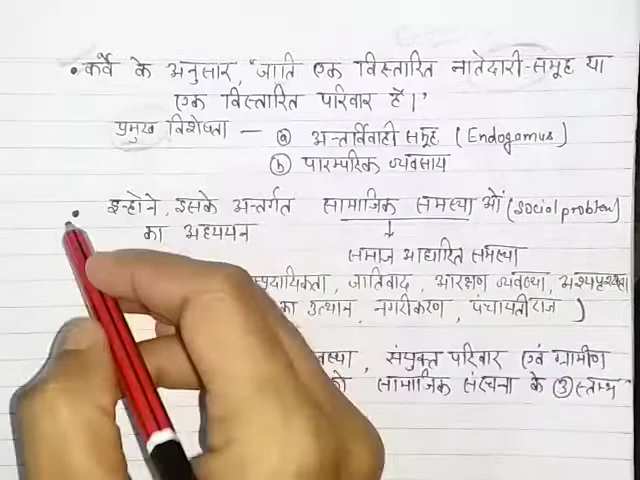 • कर्वे के अनुसार, "जाति एक विस्तारित नातेदारी-समूह या
एक विस्तारित परिवार है।'
प्रमुख विशेषता — ⓐ अन्तर्विवाही समूह (Endogamus)
ⓑ पारम्परिक व्यवसाय
• इन्होने, इसके अन्तर्गत सामाजिक समस्या ओं (Social problem)
का अध्ययन ↓
समाज आधारित समस्या
जातिवाद, आरक्षण व्यवस्था,
का उत्थान, नगरीकरण, पंचायतीराज )
संयुक्त परिवार एवं ग्रामीण
को सामाजिक संरचना के ③ स्तम्भ